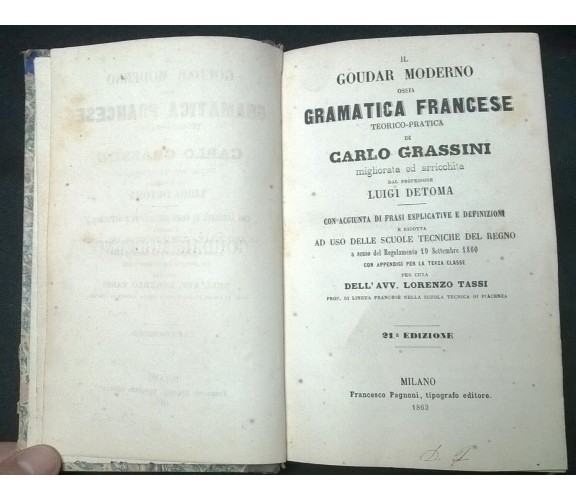 IL
GOUDAR MODERNO
OSSIA
GRAMATICA FRANCESE
TEORICO-PRATICA
DI
CARLO GRASSINI
migliorata ed arricchita
DAL PROFESSORE
LUIGI DETOMA
CON AGGIUNTA DI FRASI ESPLICATIVE E DEFINIZIONI
E RIDOTTA
AD USO DELLE SCUOLE TECNICHE DEL REGNO
a senso del Regolamento 19 Settembre 1860
CON APPENDICI PER LA TERZA CLASSE
PER CURA
DELL'AVV. LORENZO TASSI
PROF. DI LINGUA FRANCESE NELLA SCUOLA TECNICA DI PIACENZA
21.ª EDIZIONE
MILANO
Francesco Pagnoni, tipografo editore.
1863